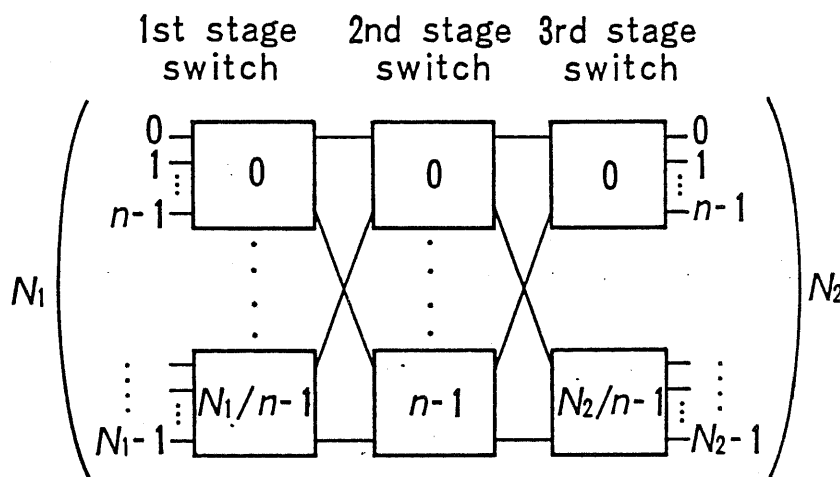 1st stage switch
2nd stage switch
3rd stage switch
0
1
n-1
0
0
0
0
1
n-1
N₁
N₂
N₁/n-1
n-1
N₂/n-1
N₁-1
N₂-1